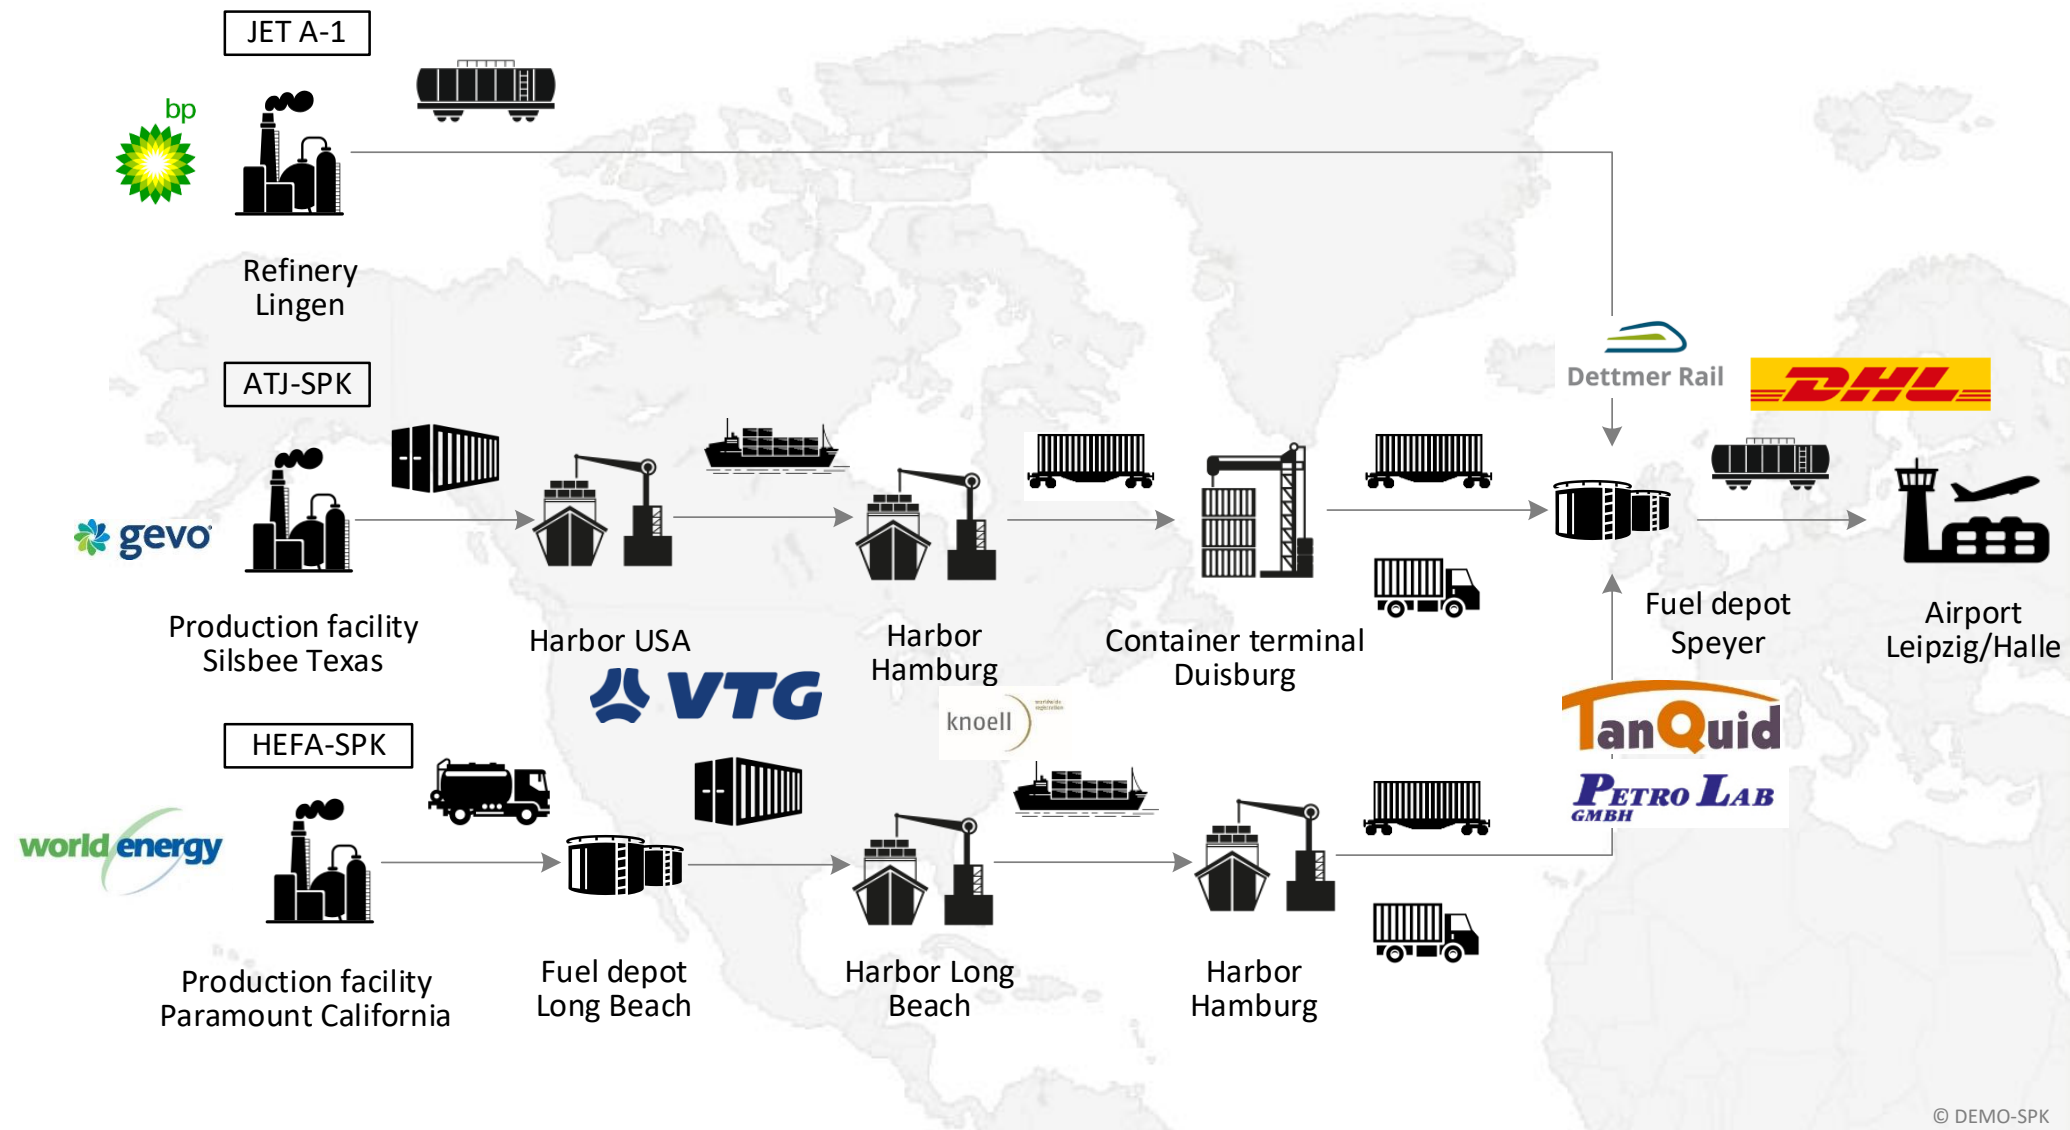 JET A-1
bp
Refinery
Lingen
Dettmer Rail
DHL
ATJ-SPK
gevo
Production facility
Silsbee Texas
Harbor USA
Harbor
Hamburg
Container terminal
Duisburg
Fuel depot
Speyer
Airport
Leipzig/Halle
VTG
knoell
worldwide
registration
TanQuid
PETRO LAB
GMBH
HEFA-SPK
world energy
Production facility
Paramount California
Fuel depot
Long Beach
Harbor Long
Beach
Harbor
Hamburg
© DEMO-SPK